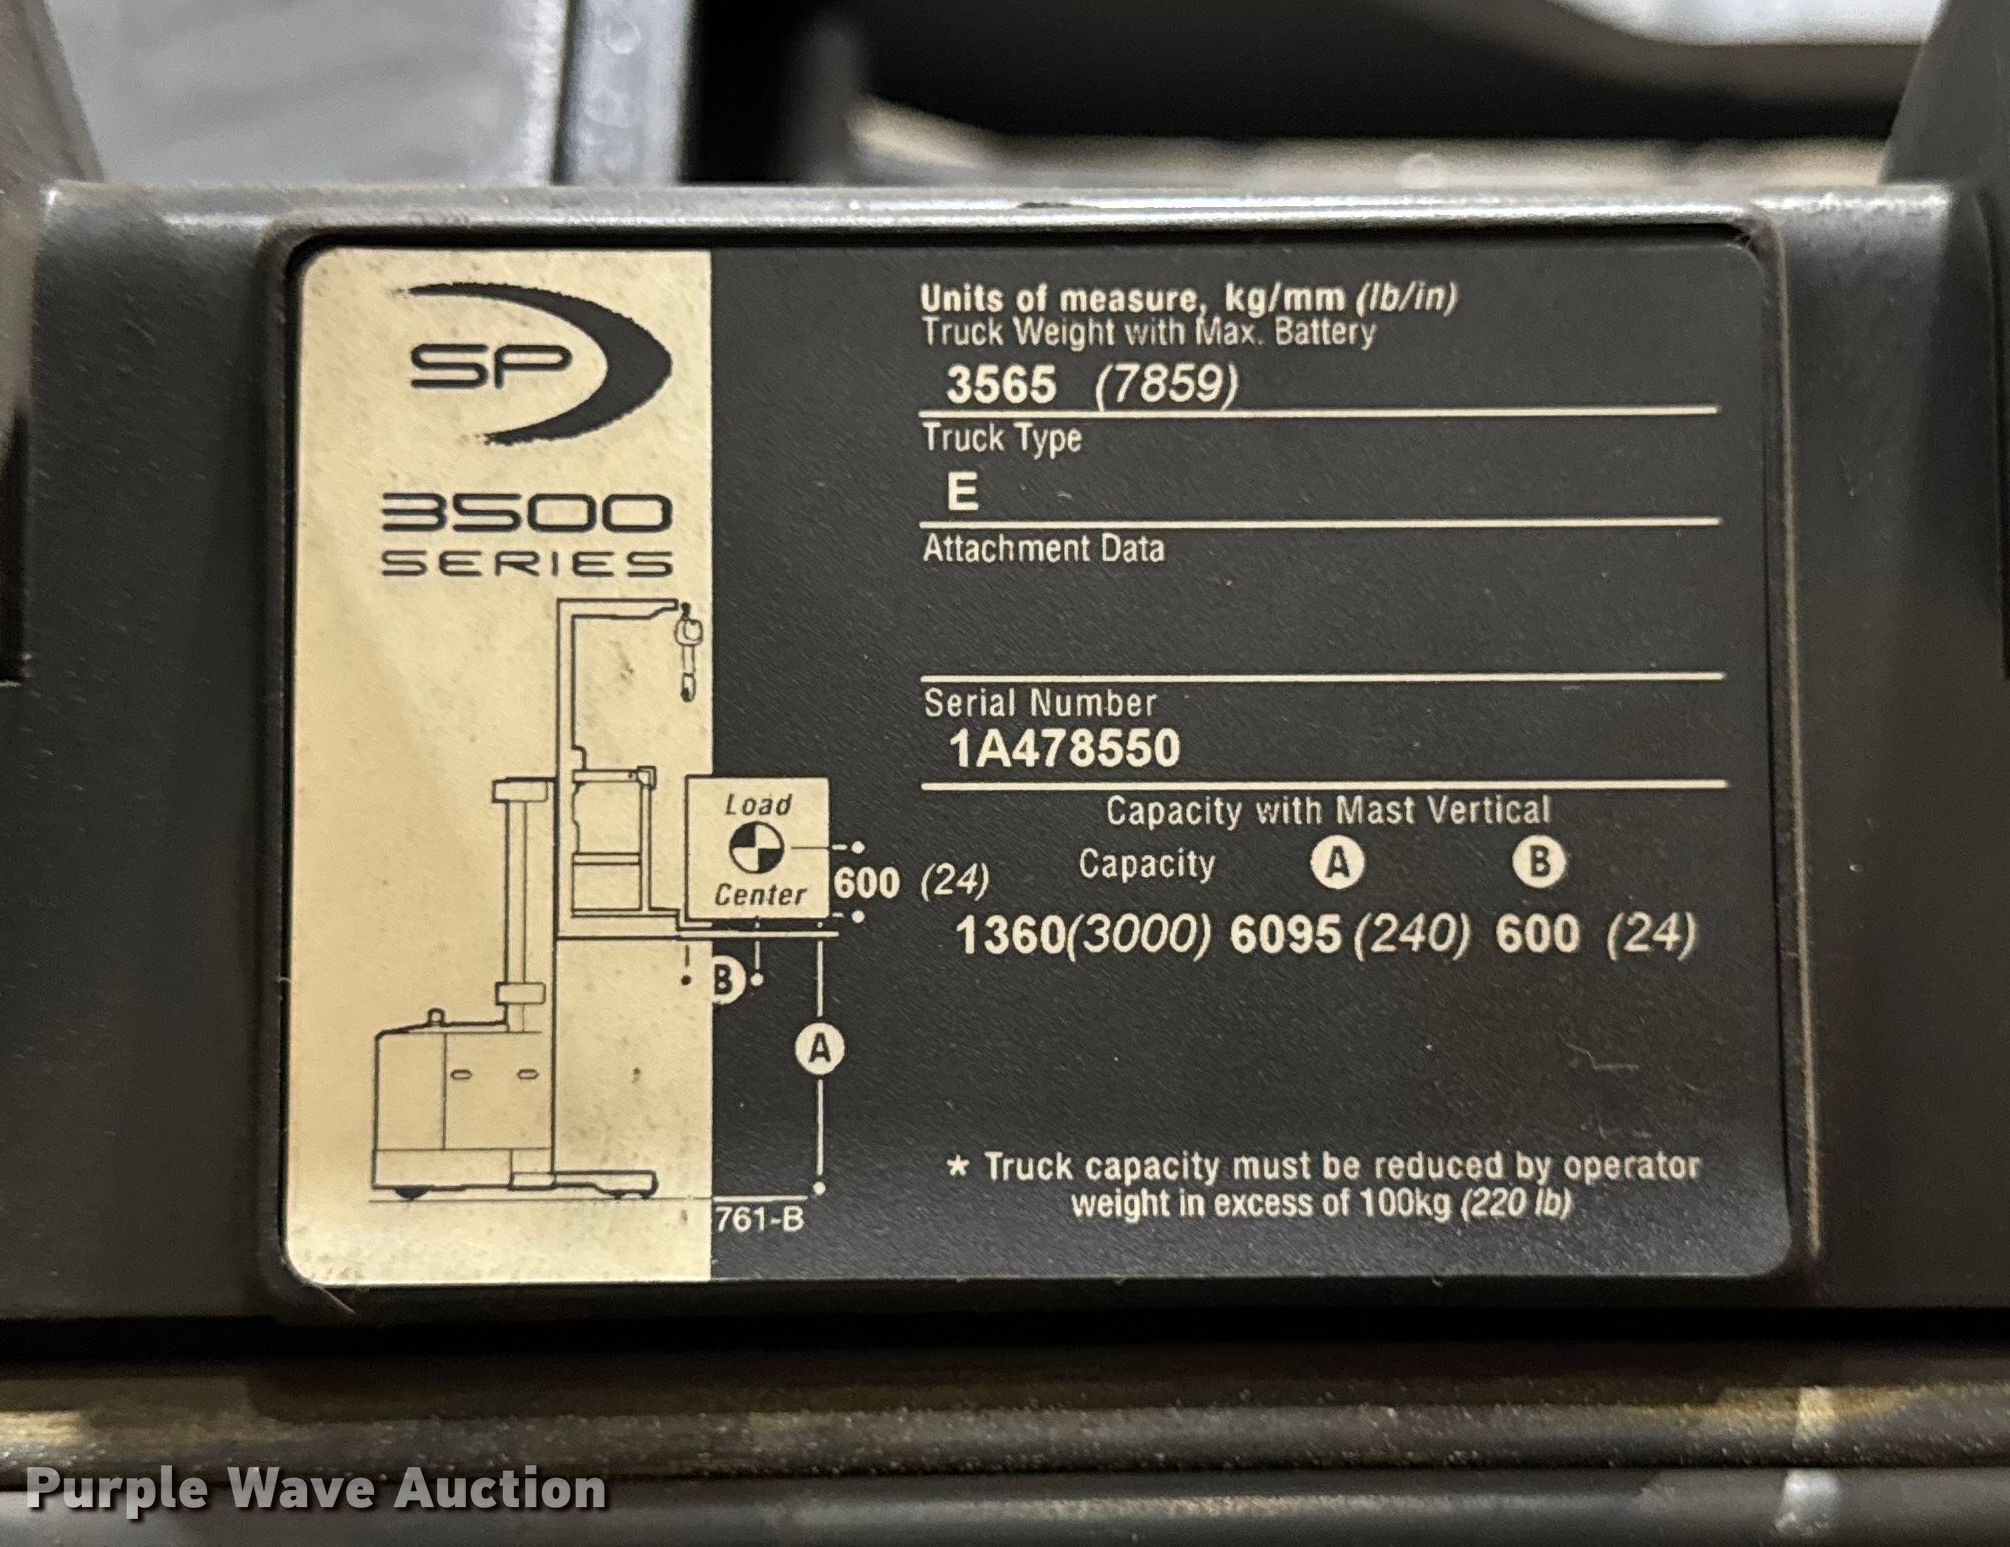 SP
3500
SERIES
Load
Center
600 (24)
B
A
761-B
Units of measure, kg/mm (lb/in)
Truck Weight with Max. Battery
3565 (7859)
Truck Type
E
Attachment Data
Serial Number
1A478550
Capacity with Mast Vertical
Capacity A B
1360(3000) 6095(240) 600 (24)
* Truck capacity must be reduced by operator
weight in excess of 100kg (220 lb)
Purple Wave Auction